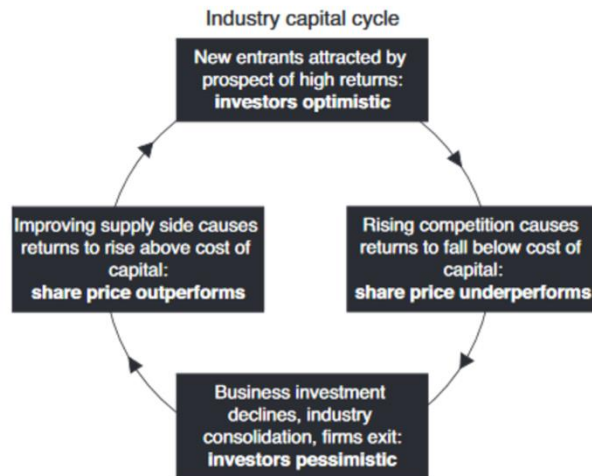 Industry capital cycle
New entrants attracted by
prospect of high returns:
investors optimistic
Improving supply side causes
returns to rise above cost of
capital:
share price outperforms
Rising competition causes
returns to fall below cost of
capital:
share price underperforms
Business investment
declines, industry
consolidation, firms exit:
investors pessimistic